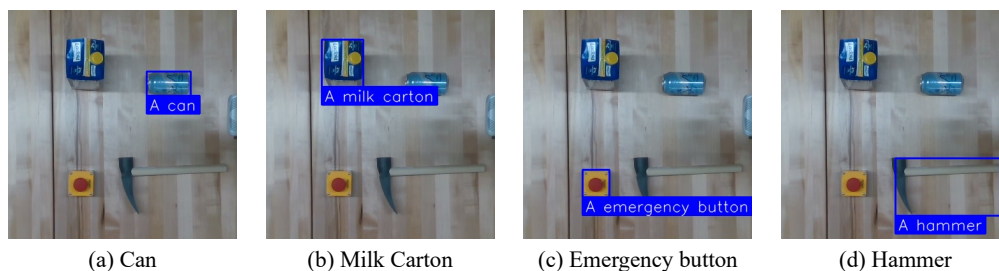 A can
A milk carton
A emergency button
A hammer
(a) Can
(b) Milk Carton
(c) Emergency button
(d) Hammer